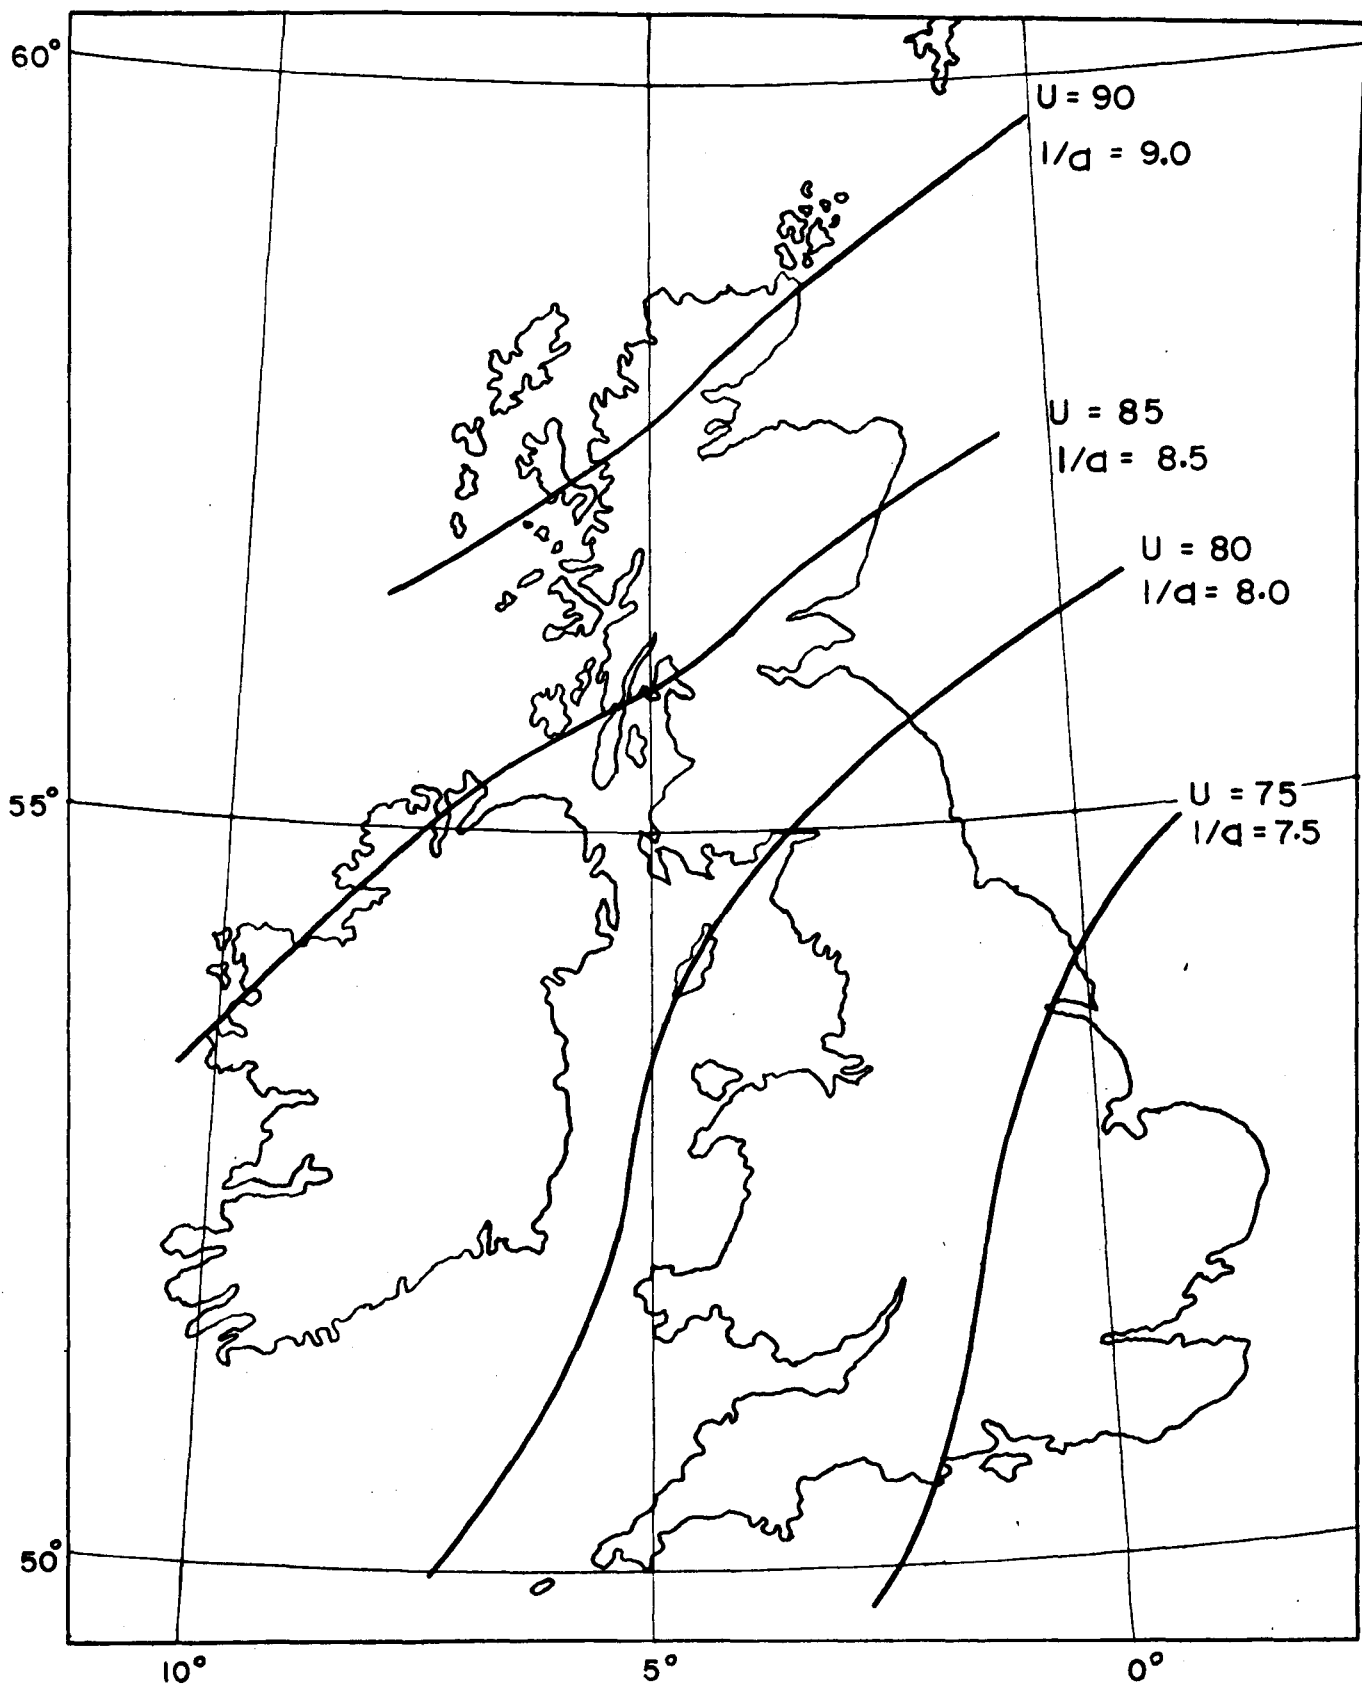 60°
U = 90
1/a = 9.0
U = 85
1/a = 8.5
U = 80
1/a = 8.0
55°
U = 75
1/a = 7.5
50°
10°
5°
0°